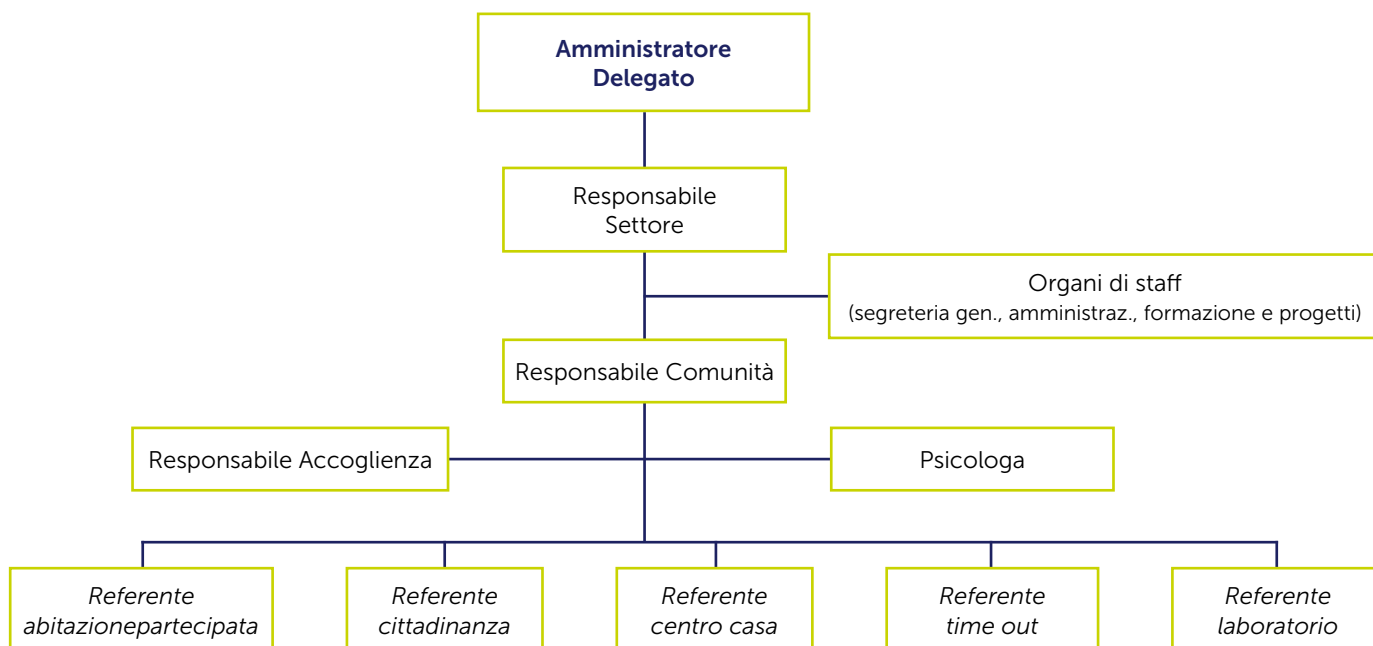 Amministratore
Delegato
Responsabile
Settore
Organi di staff
(segreteria gen., amministraz., formazione e progetti)
Responsabile Comunità
Responsabile Accoglienza
Psicologa
Referente
abitazionepartecipata
Referente
cittadinanza
Referente
centro casa
Referente
time out
Referente
laboratorio